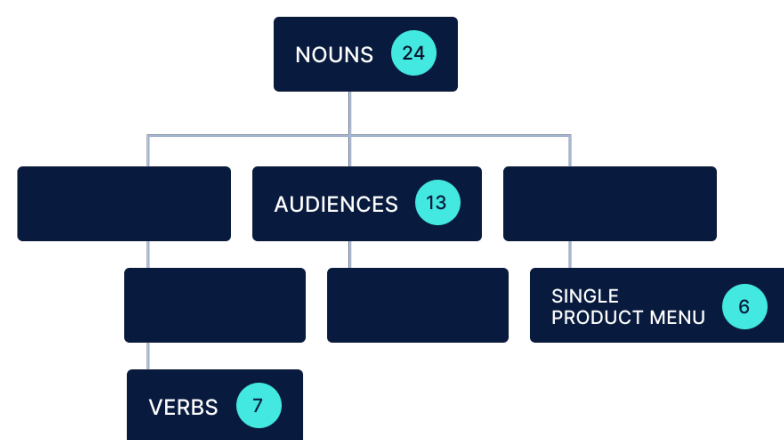 NOUNS 24
AUDIENCES 13
SINGLE
PRODUCT MENU 6
VERBS 7